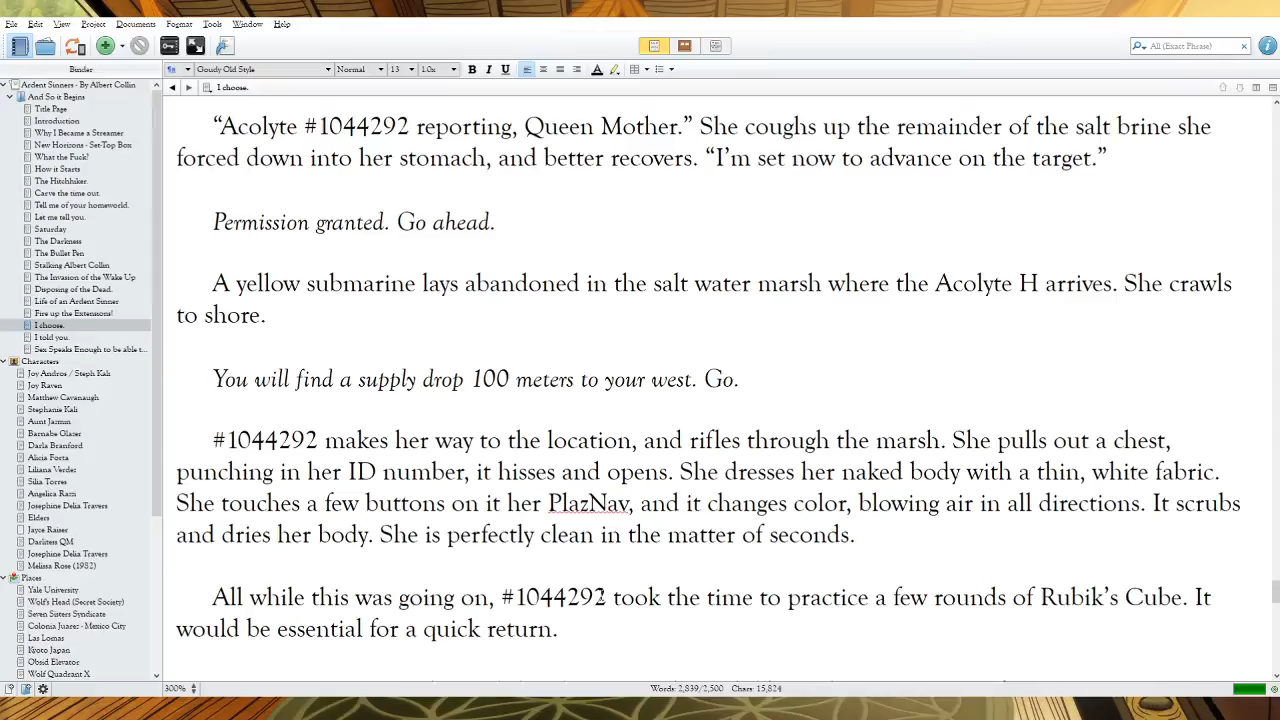 File Edit View Project Documents Format Tools Window Help
All (Exact Phrase)
Binder
Goudy Old Style Normal 13 1.0x B I U A
I choose.
Ardent Sinners - By Albert Collin
And So it Begins
Title Page
Introduction
Why I Became a Streamer
New Horizons - Set-Top Box
What the Fuck?
How it Starts
The Hitchhiker.
Carve the time out.
Tell me of your homeworld.
Let me tell you.
Saturday
The Darkness
The Bullet Pen
Stalking Albert Collin
The Invasion of the Wake Up
Disposing of the Dead.
Life of an Ardent Sinner
Fire up the Extensions!
I choose.
I told you.
Sex Speaks Enough to be able t...
Characters
Joy Andros / Steph Kali
Joy Raven
Matthew Cavanaugh
Stephanie Kali
Aunt Jazmin
Barnabe Glazer
Darla Branford
Alicia Forta
Liliana Verdes
Silia Torres
Angelica Razn
Josephine Delia Travers
Elders
Jayce Raiser
Darliters QM
Josephine Delia Travers
Melissa Rose (1982)
Places
Yale University
Wolf's Head (Secret Society)
Seven Sisters Syndicate
Colonia Juarez - Mexico City
Las Lomas
Kyoto Japan
Obsid Elevator
Wolf Quadrant X
“Acolyte #1044292 reporting, Queen Mother.” She coughs up the remainder of the salt brine she
forced down into her stomach, and better recovers. “I’m set now to advance on the target.”
Permission granted. Go ahead.
A yellow submarine lays abandoned in the salt water marsh where the Acolyte H arrives. She crawls
to shore.
You will find a supply drop 100 meters to your west. Go.
#1044292 makes her way to the location, and rifles through the marsh. She pulls out a chest,
punching in her ID number, it hisses and opens. She dresses her naked body with a thin, white fabric.
She touches a few buttons on it her PlazNav, and it changes color, blowing air in all directions. It scrubs
and dries her body. She is perfectly clean in the matter of seconds.
All while this was going on, #1044292 took the time to practice a few rounds of Rubik’s Cube. It
would be essential for a quick return.
300% Words: 2,839/2,500 Chars: 15,824